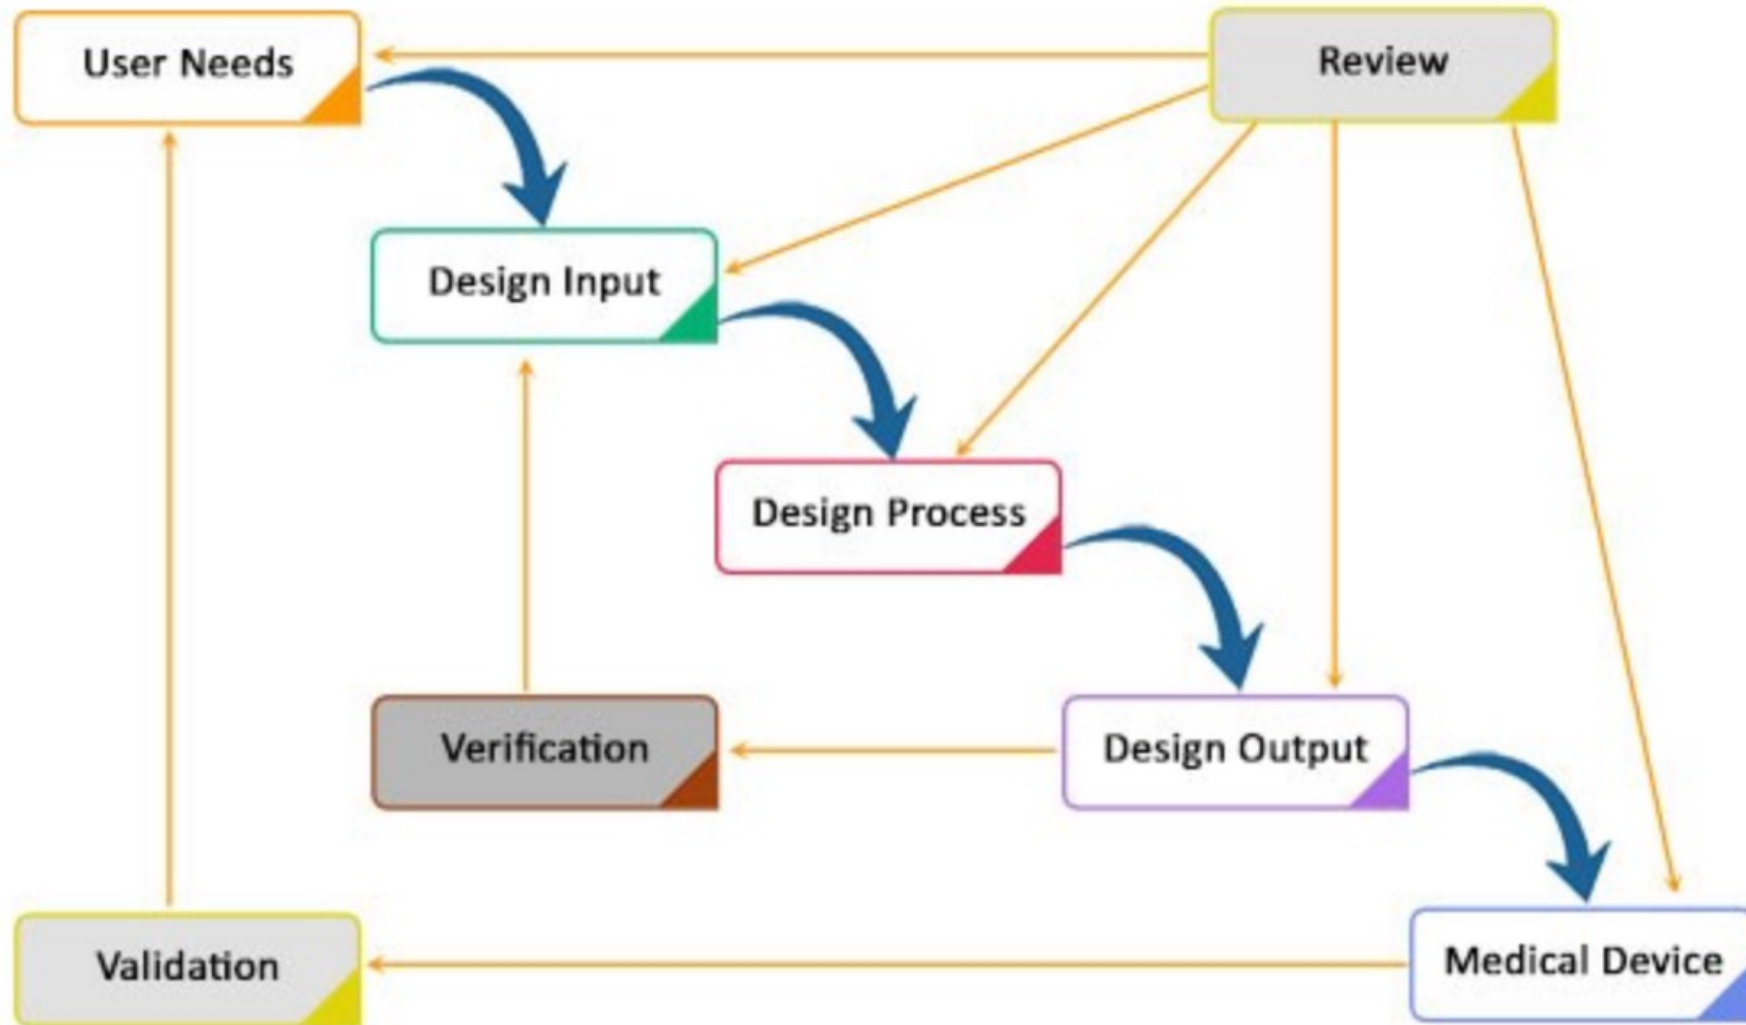 User Needs
Review
Design Input
Design Process
Verification
Design Output
Validation
Medical Device